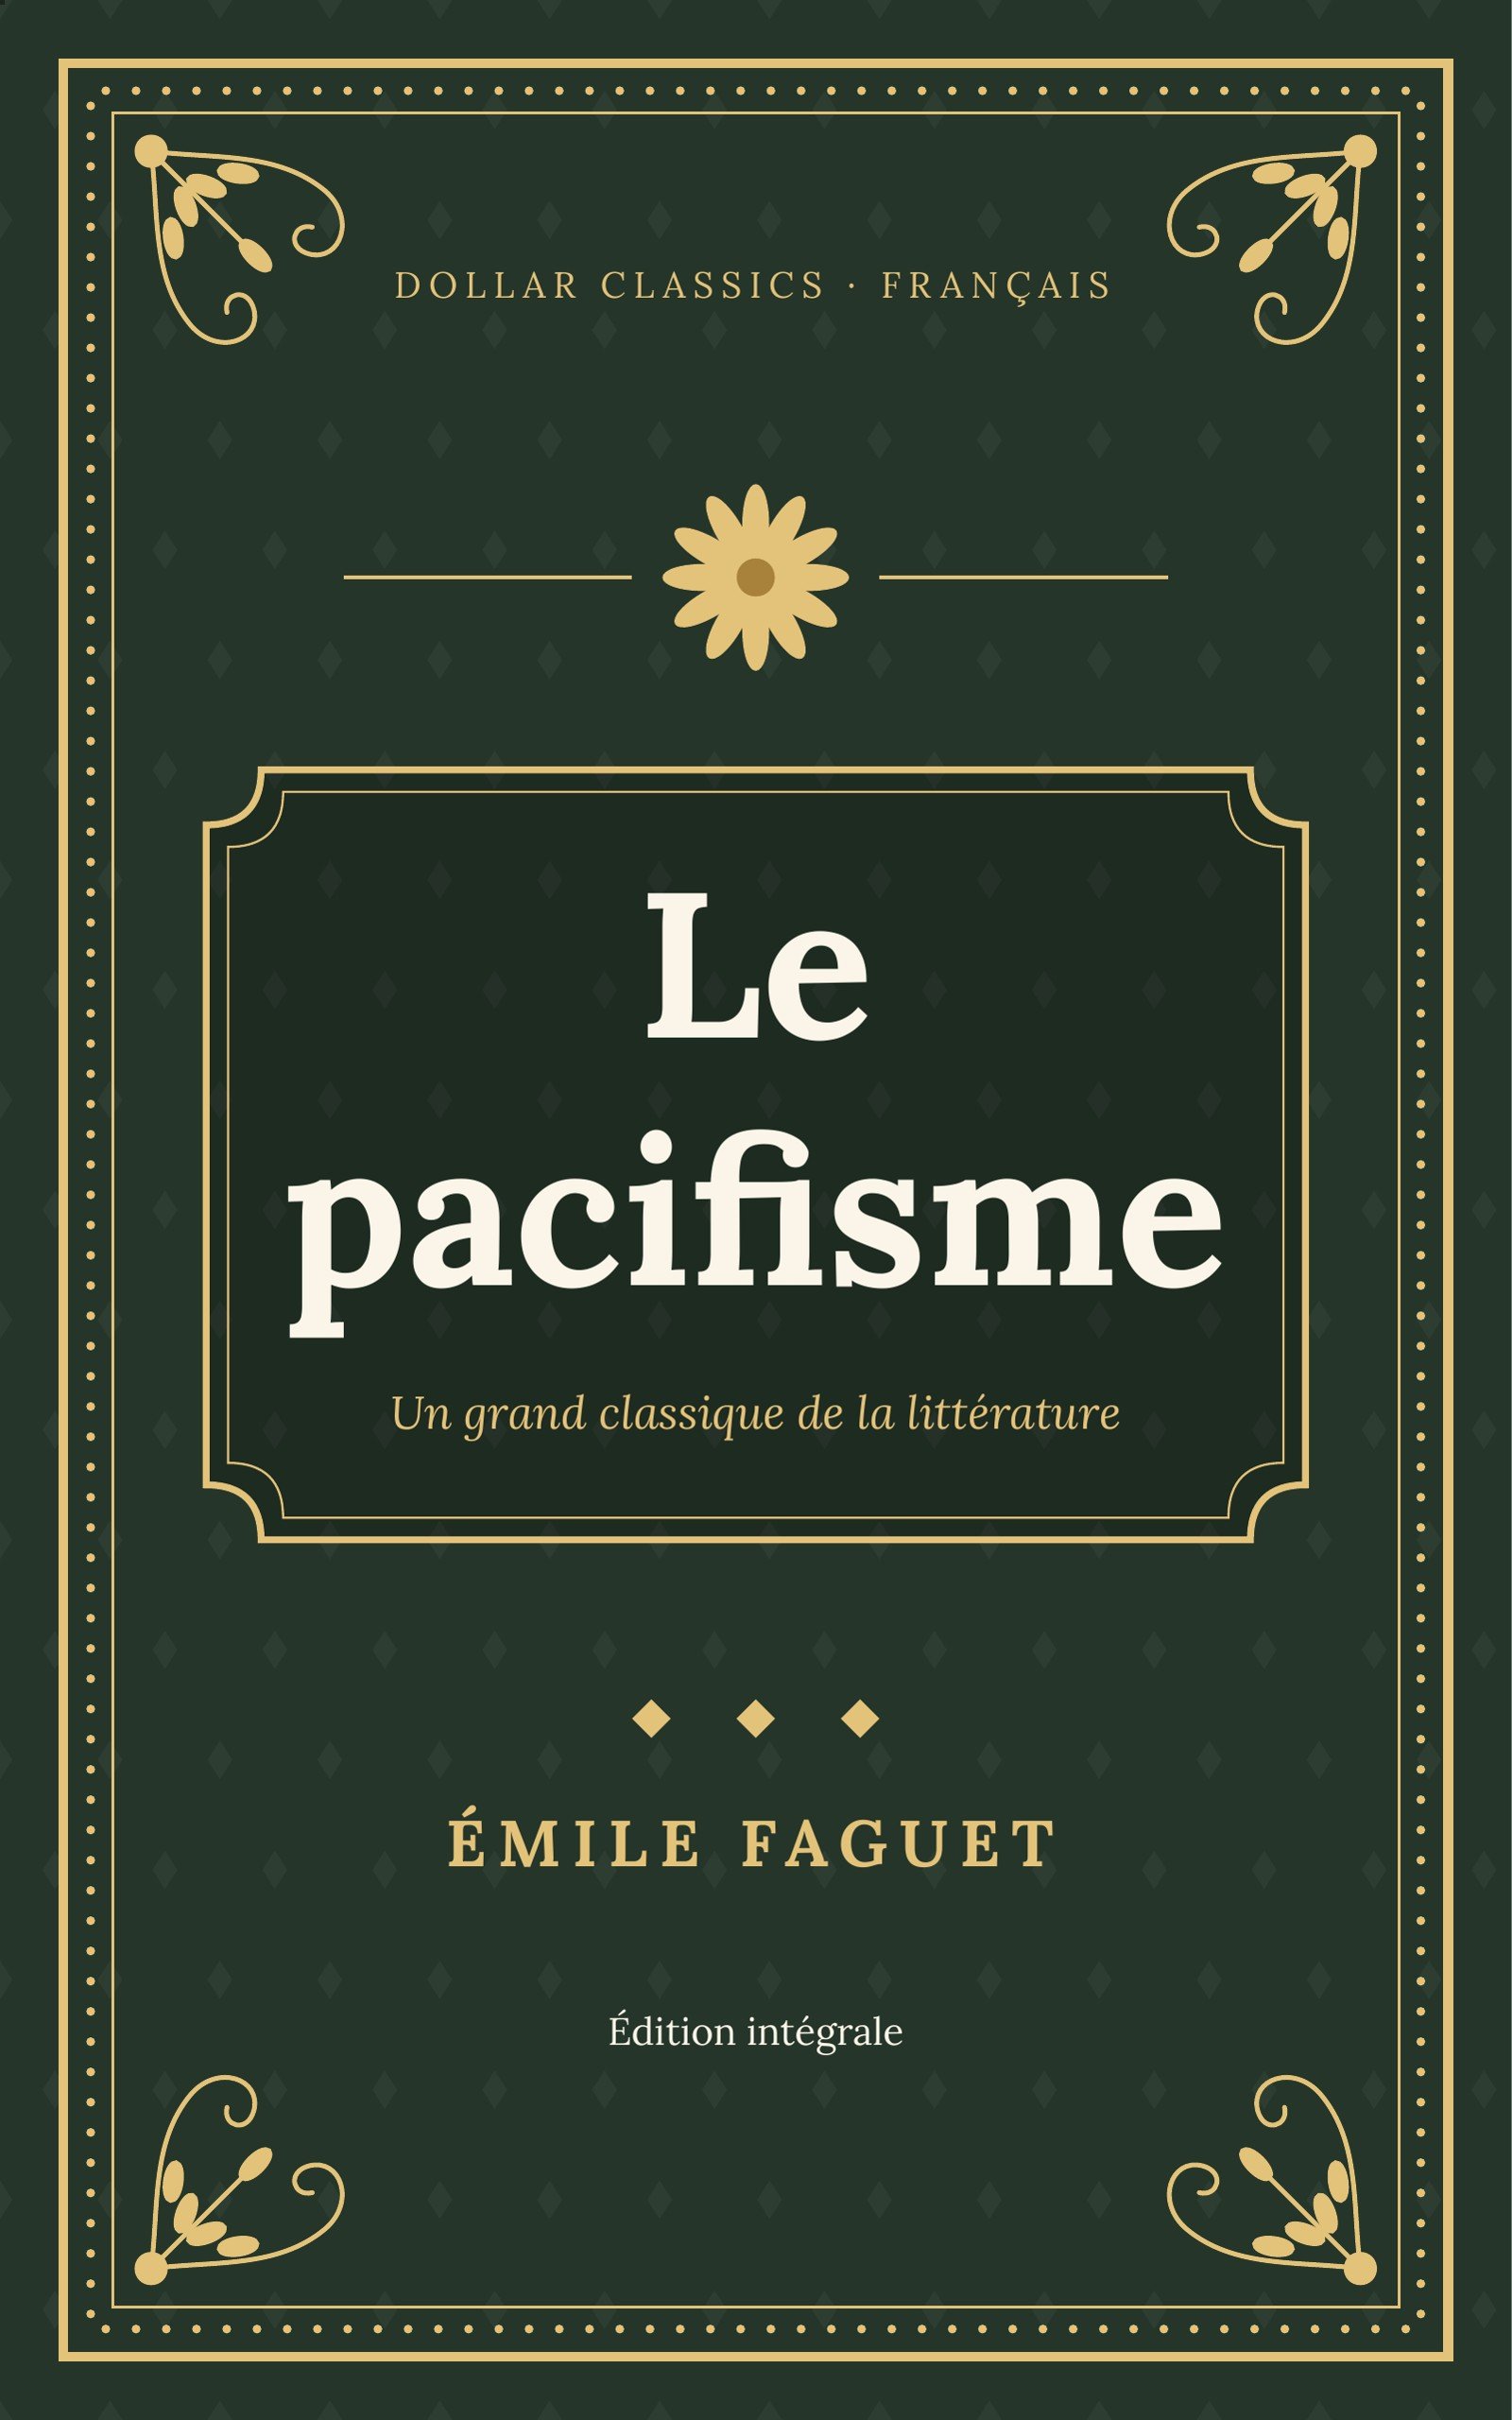 DOLLAR CLASSICS · FRANÇAIS
Le
pacifisme
Un grand classique de la littérature
ÉMILE FAGUET
Édition intégrale